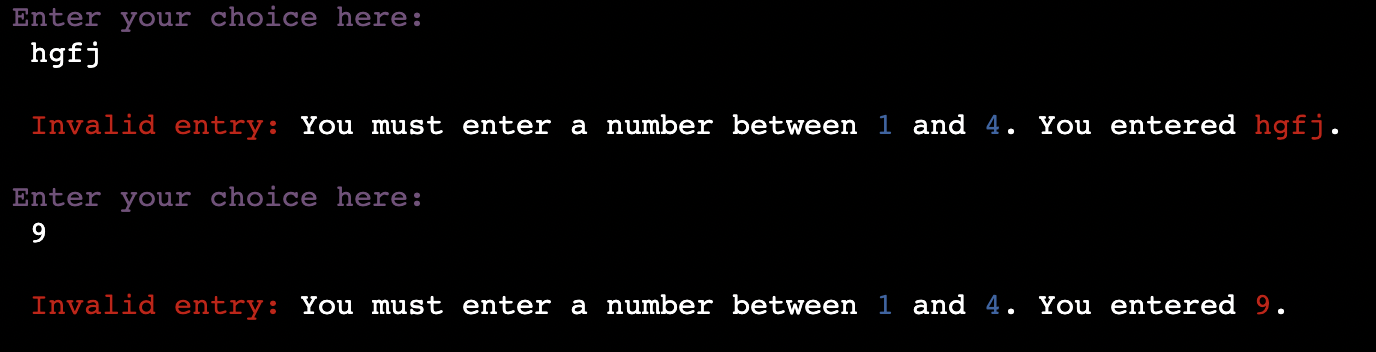 Enter your choice here:
hgfj
Invalid entry: You must enter a number between 1 and 4. You entered hgfj.
Enter your choice here:
9
Invalid entry: You must enter a number between 1 and 4. You entered 9.